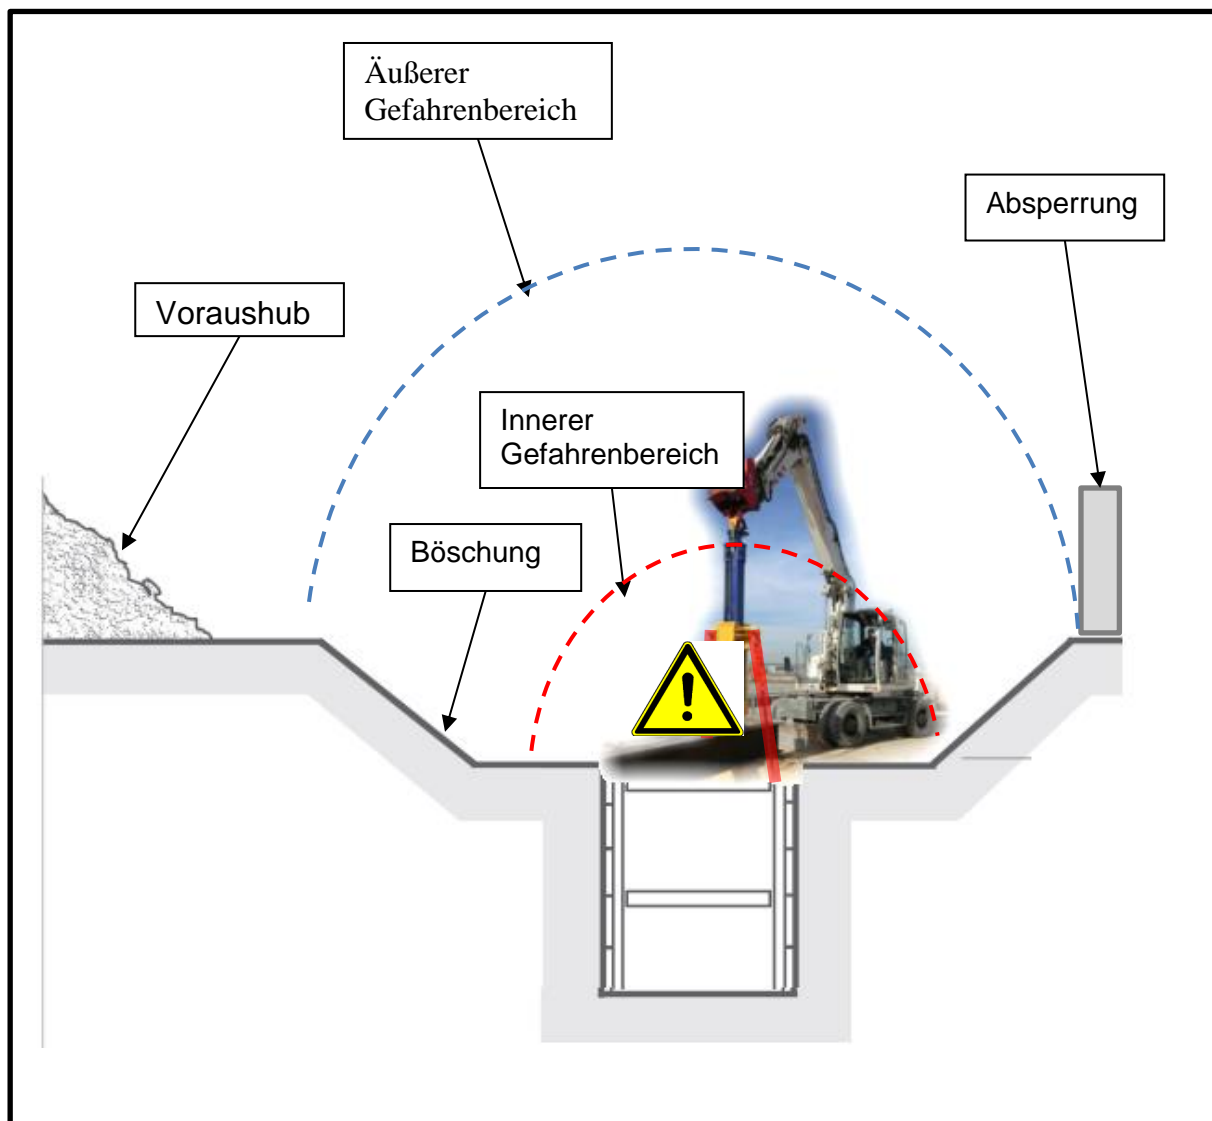 Äußerer
Gefahrenbereich
Absperrung
Voraushub
Innerer
Gefahrenbereich
Böschung